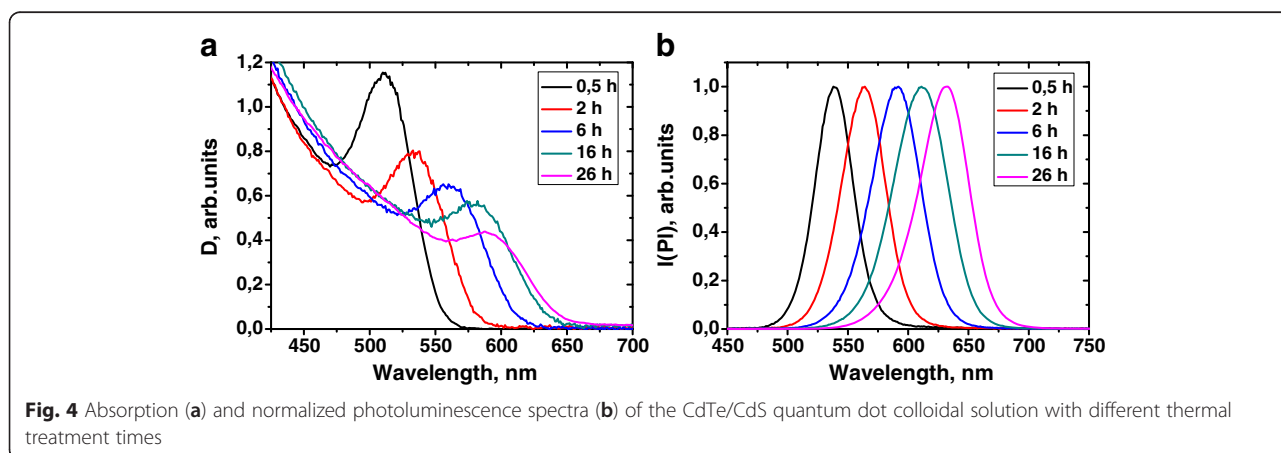 a
1,2
1,0
0,8
0,6
0,4
0,2
0,0
D, arb.units
450 500 550 600 650 700
Wavelength, nm
0,5 h
2 h
6 h
16 h
26 h
b
1,0
0,8
0,6
0,4
0,2
0,0
I(Pl), arb.units
450 500 550 600 650 700 750
Wavelength, nm
0,5 h
2 h
6 h
16 h
26 h
Fig. 4 Absorption (a) and normalized photoluminescence spectra (b) of the CdTe/CdS quantum dot colloidal solution with different thermal
treatment times